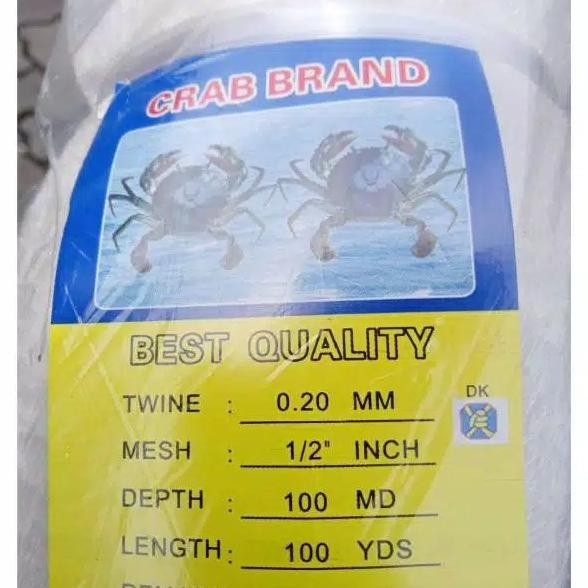 CRAB BRAND
BEST QUALITY
TWINE : 0.20 MM
DK
MESH : 1/2" INCH
DEPTH : 100 MD
LENGTH : 100 YDS